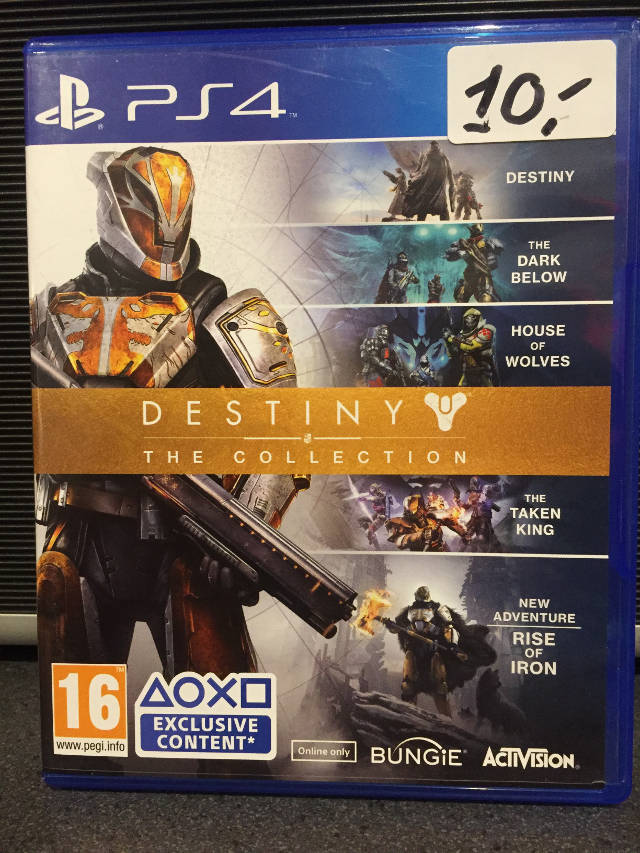 PS4™
10,-
DESTINY
THE
DARK
BELOW
HOUSE
OF
WOLVES
DESTINY
THE COLLECTION
THE
TAKEN
KING
NEW
ADVENTURE
RISE
OF
IRON
16
www.pegi.info
EXCLUSIVE
CONTENT*
Online only
BUNGiE®
ACTIVISION®